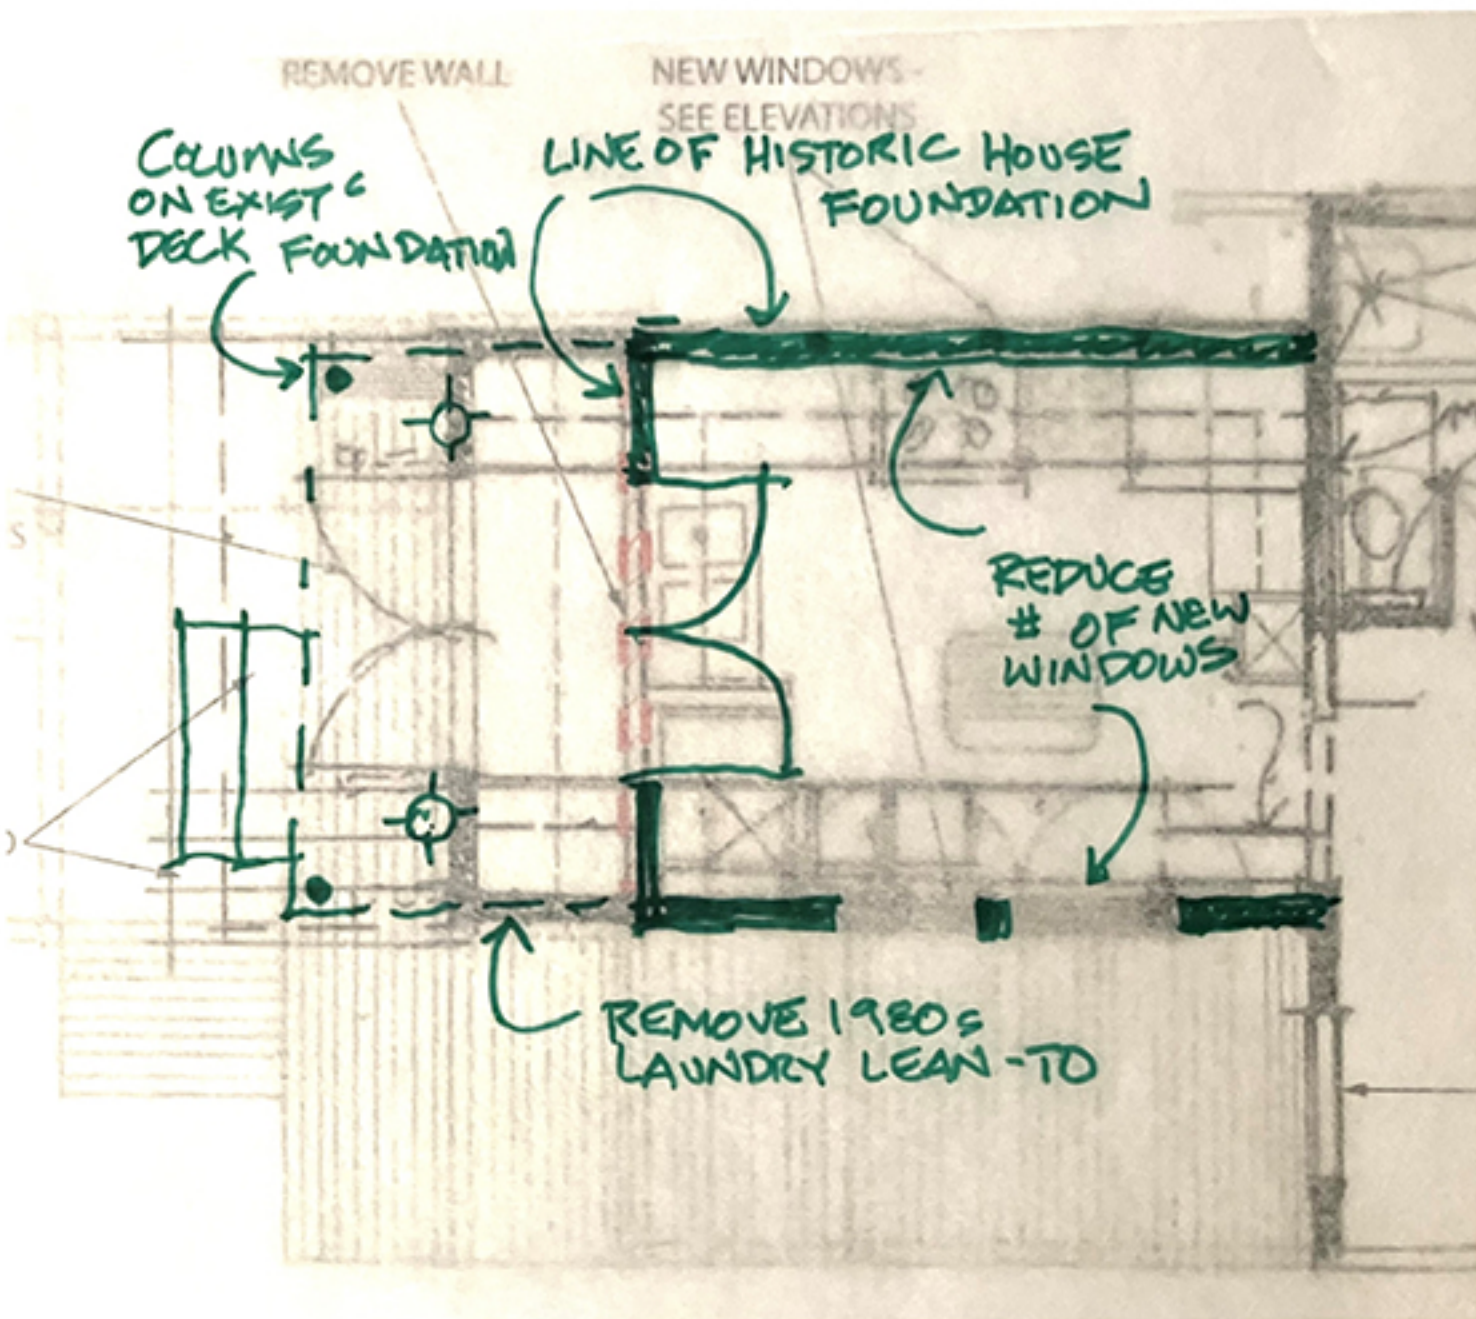 REMOVE WALL
NEW WINDOWS -
SEE ELEVATIONS
COLUMNS
ON EXIST'G
DECK FOUNDATION
LINE OF HISTORIC HOUSE
FOUNDATION
S
REDUCE
# OF NEW
WINDOWS
REMOVE 1980s
LAUNDRY LEAN-TO